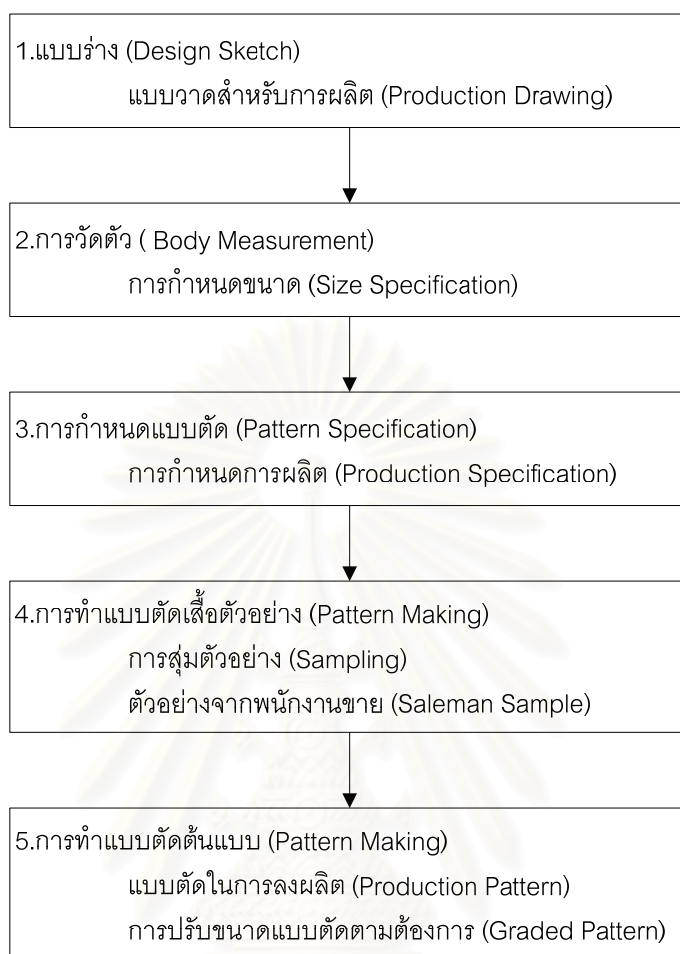 1.แบบร่าง (Design Sketch)
แบบวาดสำหรับการผลิต (Production Drawing)
2.การวัดตัว ( Body Measurement)
การกำหนดขนาด (Size Specification)
3.การกำหนดแบบตัด (Pattern Specification)
การกำหนดการผลิต (Production Specification)
4.การทำแบบตัดเสื้อตัวอย่าง (Pattern Making)
การสุ่มตัวอย่าง (Sampling)
ตัวอย่างจากพนักงานขาย (Saleman Sample)
5.การทำแบบตัดต้นแบบ (Pattern Making)
แบบตัดในการลงผลิต (Production Pattern)
การปรับขนาดแบบตัดตามต้องการ (Graded Pattern)